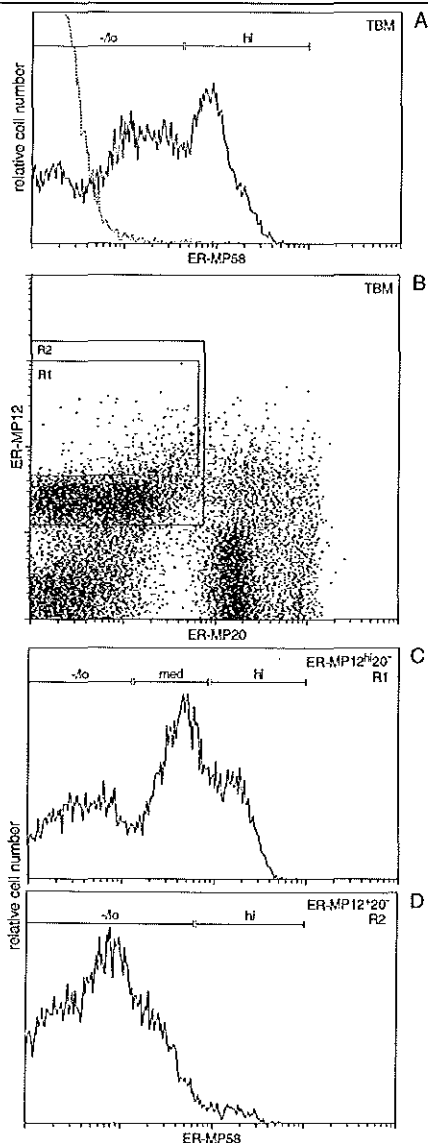 A
TBM
-/lo
hi
relative cell number
ER-MP58
B
TBM
R2
R1
ER-MP12
ER-MP20
C
ER-MP12hi20-
R1
-/lo
med
hi
relative cell number
D
ER-MP12+20-
R2
-/lo
hi
ER-MP58